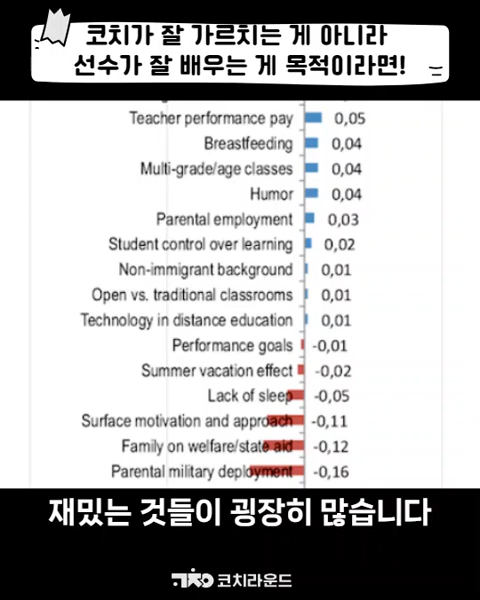 코치가 잘 가르치는 게 아니라
선수가 잘 배우는 게 목적이라면!
Teacher performance pay 0,05
Breastfeeding 0,04
Multi-grade/age classes 0,04
Humor 0,04
Parental employment 0,03
Student control over learning 0,02
Non-immigrant background 0,01
Open vs. traditional classrooms 0,01
Technology in distance education 0,01
Performance goals -0,01
Summer vacation effect -0,02
Lack of sleep -0,05
Surface motivation and approach -0,11
Family on welfare/state aid -0,12
Parental military deployment -0,16
재밌는 것들이 굉장히 많습니다
코치라운드